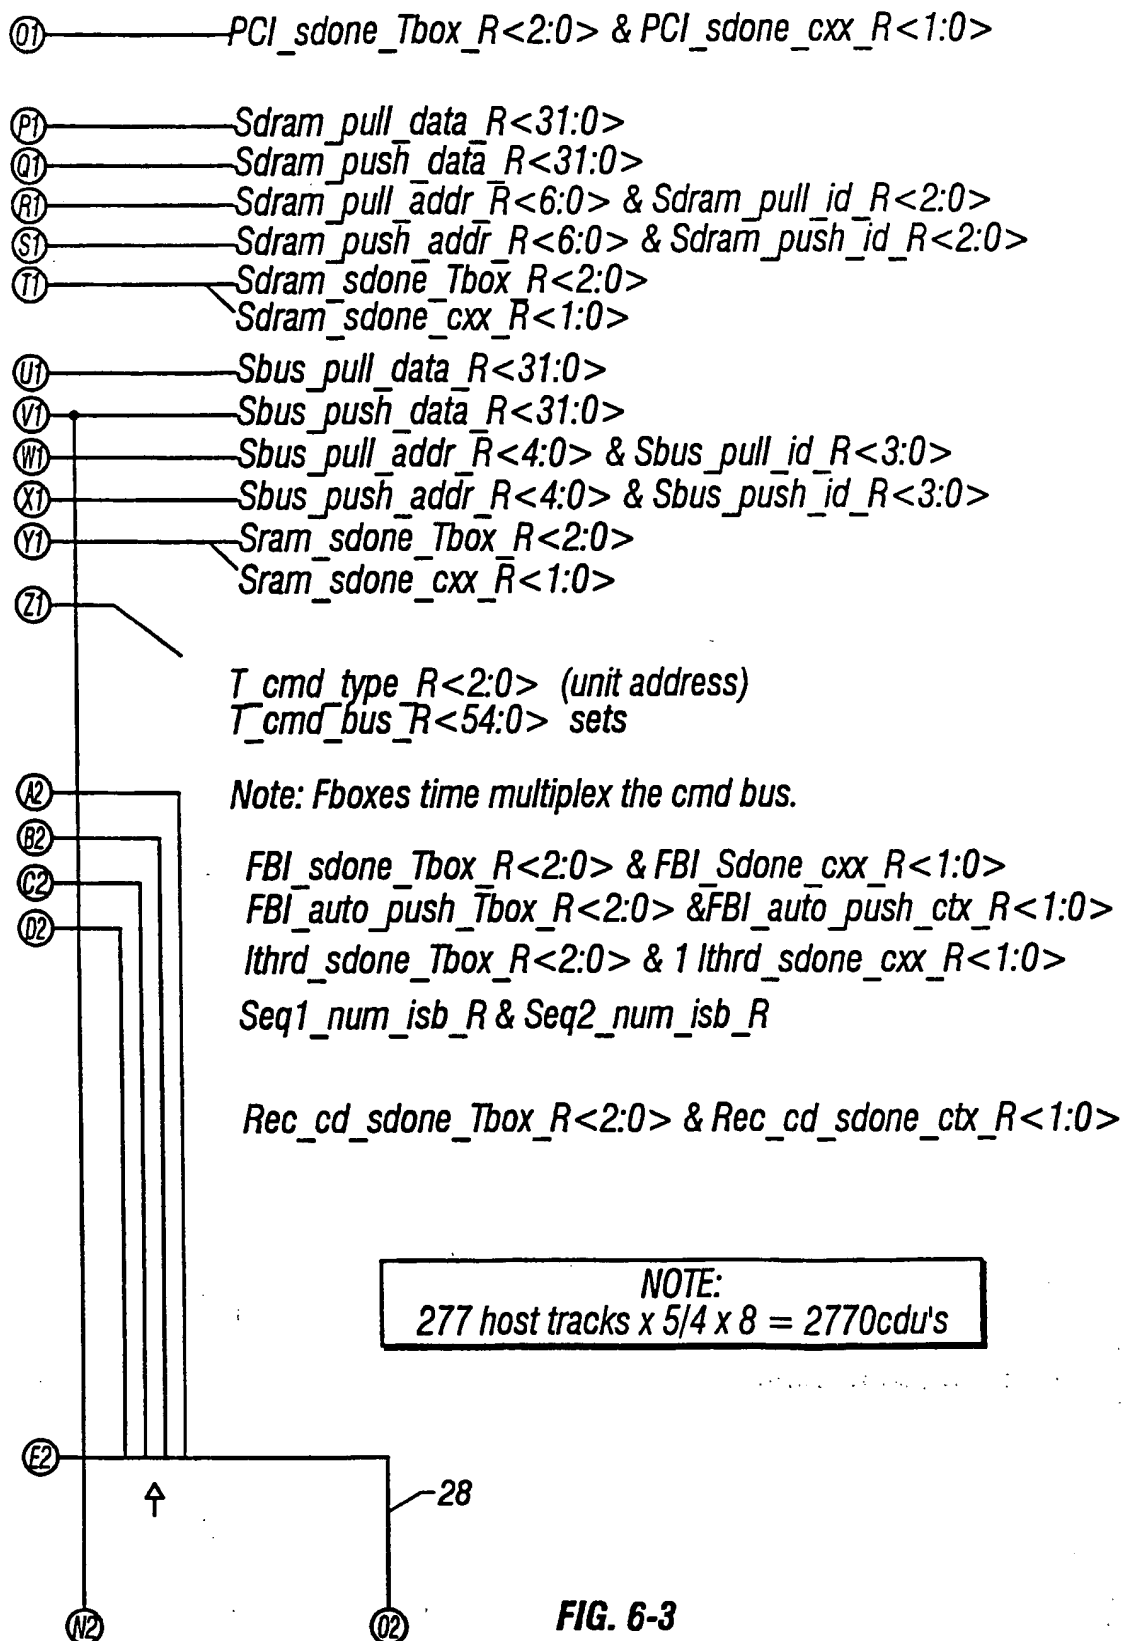 O1 PCI_sdone_Tbox_R<2:0> & PCI_sdone_cxx_R<1:0>
P1 Sdram_pull_data_R<31:0>
Q1 Sdram_push_data_R<31:0>
R1 Sdram_pull_addr_R<6:0> & Sdram_pull_id_R<2:0>
S1 Sdram_push_addr_R<6:0> & Sdram_push_id_R<2:0>
T1 Sdram_sdone_Tbox_R<2:0>
Sdram_sdone_cxx_R<1:0>
U1 Sbus_pull_data_R<31:0>
V1 Sbus_push_data_R<31:0>
W1 Sbus_pull_addr_R<4:0> & Sbus_pull_id_R<3:0>
X1 Sbus_push_addr_R<4:0> & Sbus_push_id_R<3:0>
Y1 Sram_sdone_Tbox_R<2:0>
Sram_sdone_cxx_R<1:0>
Z1
T_cmd_type_R<2:0> (unit address)
T_cmd_bus_R<54:0> sets
A2 Note: Fboxes time multiplex the cmd bus.
B2
FBI_sdone_Tbox_R<2:0> & FBI_Sdone_cxx_R<1:0>
C2
FBI_auto_push_Tbox_R<2:0> &FBI_auto_push_ctx_R<1:0>
D2
Ithrd_sdone_Tbox_R<2:0> & 1 Ithrd_sdone_cxx_R<1:0>
Seq1_num_isb_R & Seq2_num_isb_R
Rec_cd_sdone_Tbox_R<2:0> & Rec_cd_sdone_ctx_R<1:0>
NOTE:
277 host tracks x 5/4 x 8 = 2770cdu's
E2
28
N2 O2 FIG. 6-3